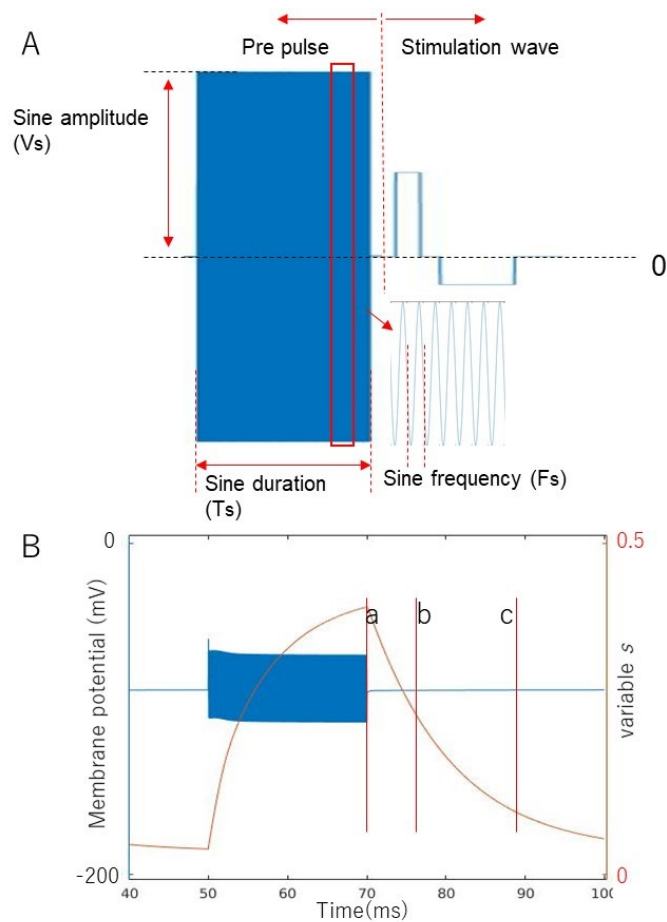 A
Pre pulse
Stimulation wave
Sine amplitude
(Vs)
0
Sine duration
(Ts)
Sine frequency (Fs)
B
0
0.5
a
b
c
Membrane potential (mV)
variable s
-200
0
40
50
60
70
80
90
100
Time(ms)